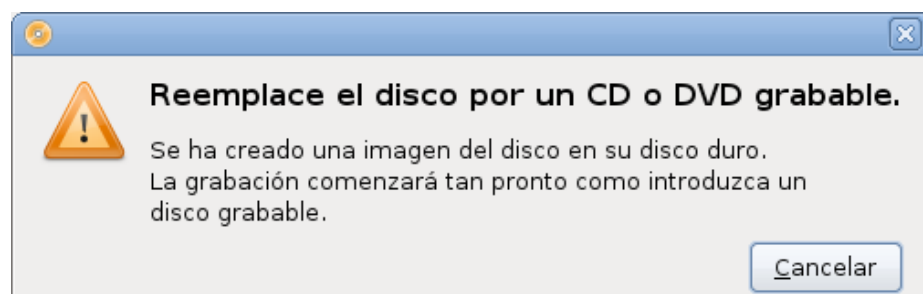 Reemplace el disco por un CD o DVD grabable.
Se ha creado una imagen del disco en su disco duro.
La grabación comenzará tan pronto como introduzca un
disco grabable.
Cancelar